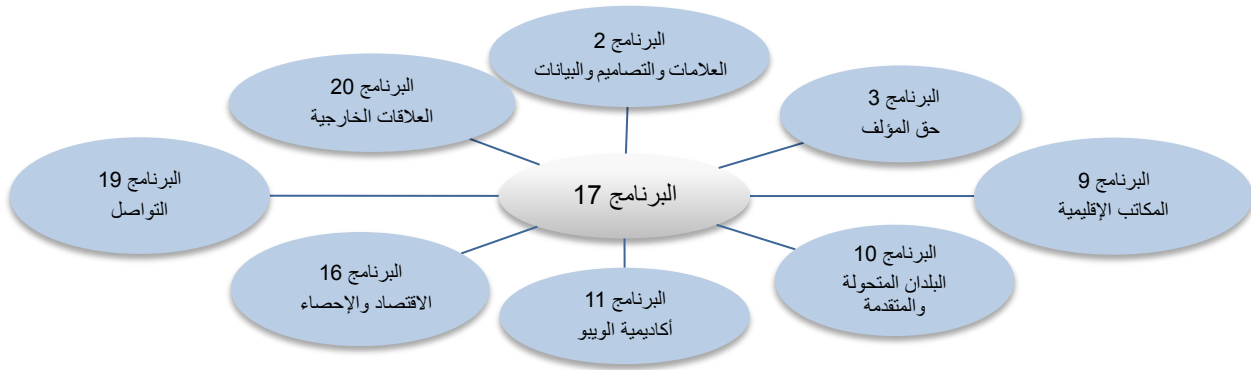 البرنامج 2
العلامات والتصاميم والبيانات
البرنامج 3
حق المؤلف
البرنامج 20
العلاقات الخارجية
البرنامج 9
المكاتب الإقليمية
البرنامج 17
البرنامج 19
التواصل
البرنامج 10
البلدان المتحولة
والمتقدمة
البرنامج 11
أكاديمية الويبو
البرنامج 16
الاقتصاد والإحصاء